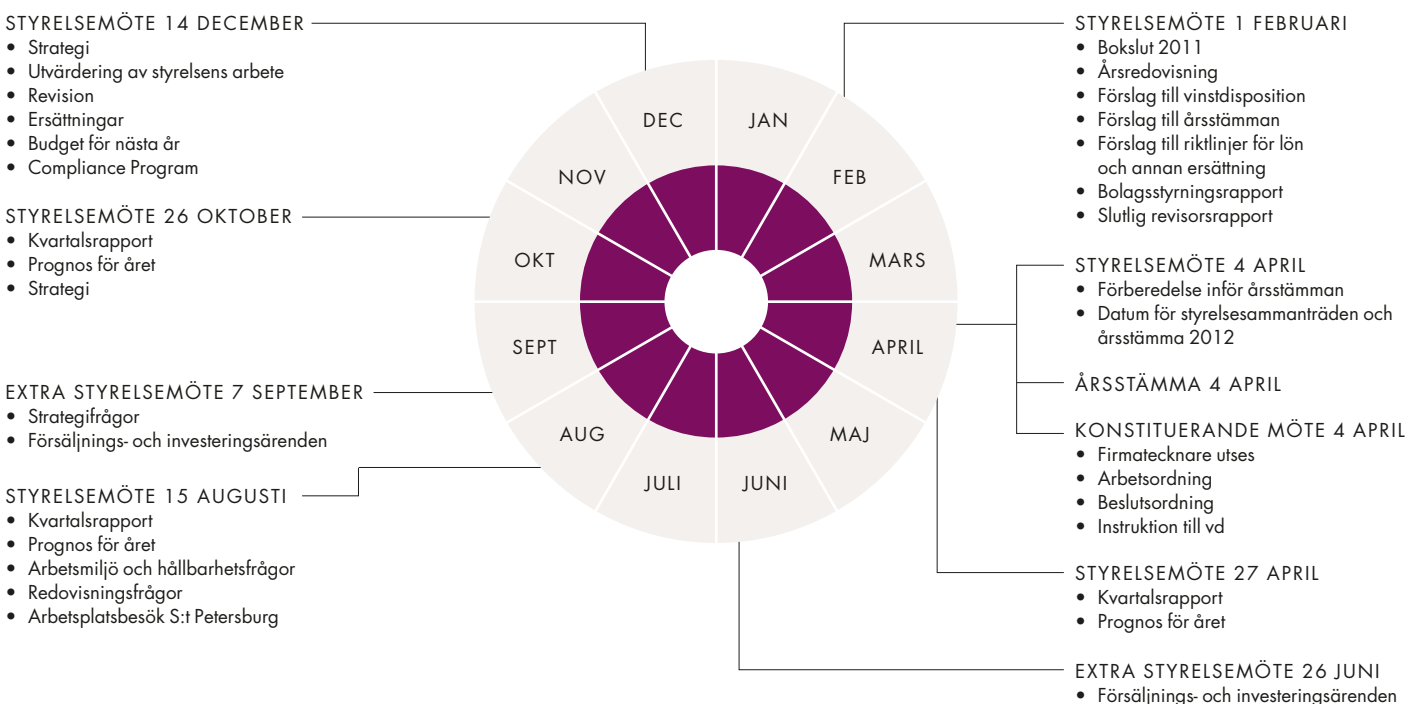 STYRELSEMÖTE 14 DECEMBER
• Strategi
• Utvärdering av styrelsens arbete
• Revision
• Ersättningar
• Budget för nästa år
• Compliance Program
STYRELSEMÖTE 26 OKTOBER
• Kvartalsrapport
• Prognos för året
• Strategi
EXTRA STYRELSEMÖTE 7 SEPTEMBER
• Strategifrågor
• Försäljnings- och investeringsärenden
STYRELSEMÖTE 15 AUGUSTI
• Kvartalsrapport
• Prognos för året
• Arbetsmiljö och hållbarhetsfrågor
• Redovisningsfrågor
• Arbetsplatsbesök S:t Petersburg
JAN
FEB
MARS
APRIL
MAJ
JUNI
JULI
AUG
SEPT
OKT
NOV
DEC
STYRELSEMÖTE 1 FEBRUARI
• Bokslut 2011
• Årsredovisning
• Förslag till vinstdisposition
• Förslag till årsstämman
• Förslag till riktlinjer för lön
och annan ersättning
• Bolagsstyrningsrapport
• Slutlig revisorsrapport
STYRELSEMÖTE 4 APRIL
• Förberedelse inför årsstämman
• Datum för styrelsesammanträden och
årsstämma 2012
ÅRSSTÄMMA 4 APRIL
KONSTITUERANDE MÖTE 4 APRIL
• Firmatecknare utses
• Arbetsordning
• Beslutsordning
• Instruktion till vd
STYRELSEMÖTE 27 APRIL
• Kvartalsrapport
• Prognos för året
EXTRA STYRELSEMÖTE 26 JUNI
• Försäljnings- och investeringsärenden